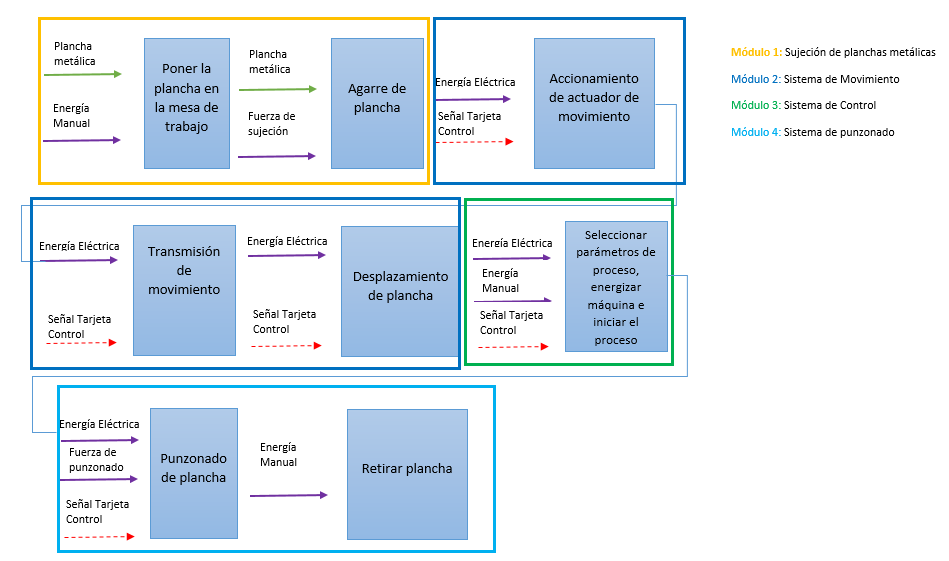 Plancha
metálica
Energía
Manual
Poner la
plancha en
la mesa de
trabajo
Plancha
metálica
Fuerza de
sujeción
Agarre de
plancha
Energía Eléctrica
Señal Tarjeta
Control
Accionamiento
de actuador de
movimiento
Módulo 1: Sujeción de planchas metálicas
Módulo 2: Sistema de Movimiento
Módulo 3: Sistema de Control
Módulo 4: Sistema de punzonado
Energía Eléctrica
Señal Tarjeta
Control
Transmisión
de
movimiento
Energía Eléctrica
Señal Tarjeta
Control
Desplazamiento
de plancha
Energía Eléctrica
Energía
Manual
Señal Tarjeta
Control
Seleccionar
parámetros de
proceso,
energizar
máquina e
iniciar el
proceso
Energía Eléctrica
Fuerza de
punzonado
Señal Tarjeta
Control
Punzonado
de plancha
Energía
Manual
Retirar plancha